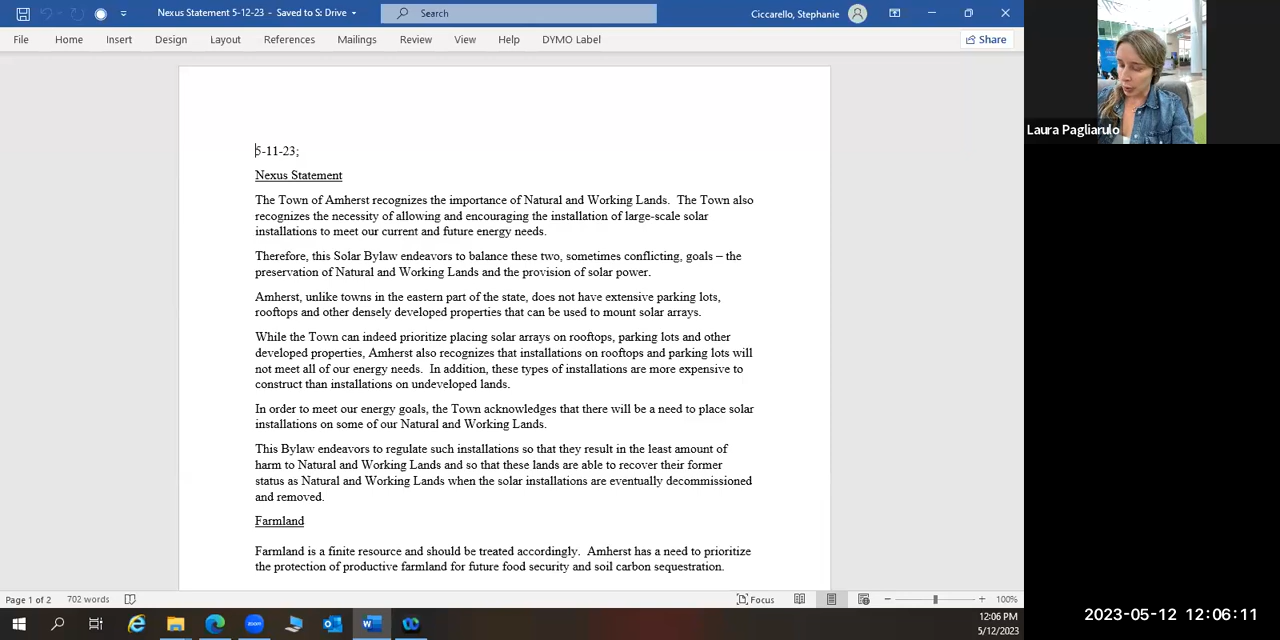 Nexus Statement 5-12-23 - Saved to S: Drive
Search
Ciccarello, Stephanie
File Home Insert Design Layout References Mailings Review View Help DYMO Label
Share
5-11-23;
Nexus Statement
The Town of Amherst recognizes the importance of Natural and Working Lands.  The Town also
recognizes the necessity of allowing and encouraging the installation of large-scale solar
installations to meet our current and future energy needs.
Therefore, this Solar Bylaw endeavors to balance these two, sometimes conflicting, goals – the
preservation of Natural and Working Lands and the provision of solar power.
Amherst, unlike towns in the eastern part of the state, does not have extensive parking lots,
rooftops and other densely developed properties that can be used to mount solar arrays.
While the Town can indeed prioritize placing solar arrays on rooftops, parking lots and other
developed properties, Amherst also recognizes that installations on rooftops and parking lots will
not meet all of our energy needs.  In addition, these types of installations are more expensive to
construct than installations on undeveloped lands.
In order to meet our energy goals, the Town acknowledges that there will be a need to place solar
installations on some of our Natural and Working Lands.
This Bylaw endeavors to regulate such installations so that they result in the least amount of
harm to Natural and Working Lands and so that these lands are able to recover their former
status as Natural and Working Lands when the solar installations are eventually decommissioned
and removed.
Farmland
Farmland is a finite resource and should be treated accordingly.  Amherst has a need to prioritize
the protection of productive farmland for future food security and soil carbon sequestration.
Page 1 of 2 702 words
Focus
100%
zoom
12:06 PM
5/12/2023
Laura Pagliarulo
2023-05-12 12:06:11